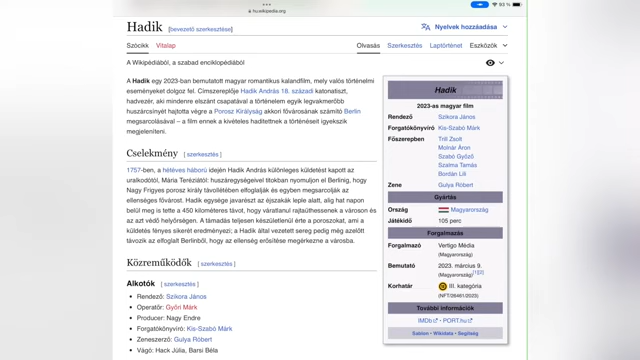 hu.wikipedia.org
93 %
Hadik [bevezető szerkesztése]
Nyelvek hozzáadása
Szócikk Vitalap
Olvasás Szerkesztés Laptörténet Eszközök
A Wikipédiából, a szabad enciklopédiából
A Hadik egy 2023-ban bemutatott magyar romantikus kalandfilm, mely valós történelmi
eseményeket dolgoz fel. Címszereplője Hadik András 18. századi katonatiszt,
hadvezér, aki mindenre elszánt csapatával a történelem egyik legvakmerőbb
huszárcsínyét hajtotta végre a Porosz Királyság akkori fővárosának számító Berlin
megsarcolásával – a film ennek a kivételes haditettnek a történéseit igyekszik
megjeleníteni.
Cselekmény [ szerkesztés ]
1757-ben, a hétéves háború idején Hadik András különleges küldetést kapott az
uralkodótól, Mária Teréziától: huszáregységeivel titokban nyomuljon el Berlinig, hogy
Nagy Frigyes porosz király távollétében elfoglalják és egyben megsarcolják az
ellenséges fővárost. Hadik egysége javarészt az éjszakák leple alatt, alig hat napon
belül meg is tette a 450 kilométeres távot, hogy váratlanul rajtaüthessenek a városon és
az azt védő helyőrségen. A támadás teljesen készületlenül érte a poroszokat, ami a
küldetés fényes sikerét eredményezi; a Hadik által vezetett sereg pedig még azelőtt
távozik az elfoglalt Berlinből, hogy az ellenség erősítése megérkezne a városba.
Közreműködők [ szerkesztés ]
Alkotók [ szerkesztés ]
Rendező: Szikora János
Operatőr: Győri Márk
Producer: Nagy Endre
Forgatókönyvíró: Kis-Szabó Márk
Zeneszerző: Gulya Róbert
Vágó: Hack Júlia, Barsi Béla
Hadik
2023-as magyar film
Rendező Szikora János
Forgatókönyvíró Kis-Szabó Márk
Főszerepben Trill Zsolt
Molnár Áron
Szabó Győző
Szalma Tamás
Bordán Lili
Zene Gulya Róbert
Gyártás
Ország Magyarország
Játékidő 105 perc
Forgalmazás
Forgalmazó Vertigo Média
(Magyarország)
Bemutató 2023. március 9.
(Magyarország)[1][2]
Korhatár III. kategória
(NFT/26461/2023)
További információk
IMDb • PORT.hu
Sablon • Wikidata • Segítség